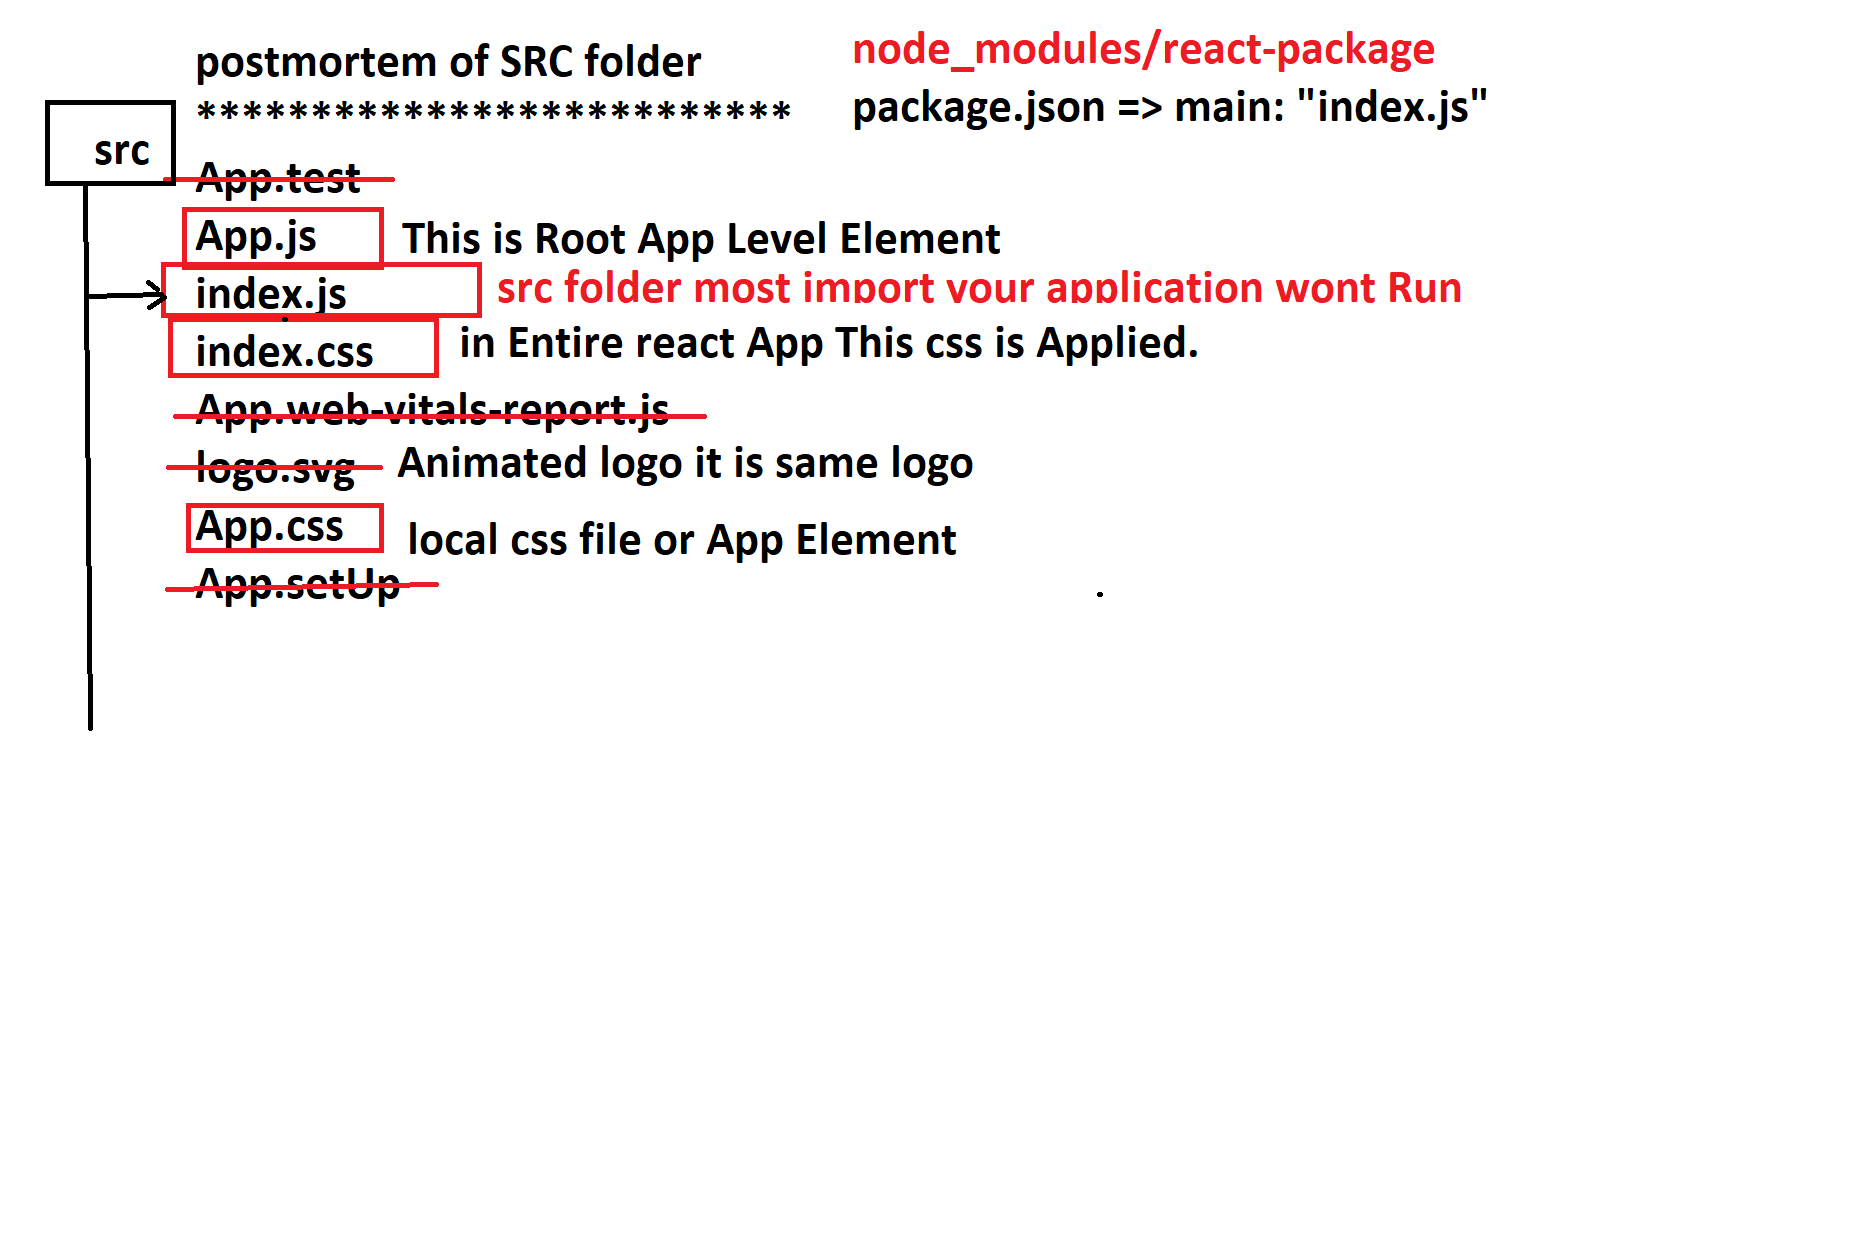 postmortem of SRC folder
**************************
node_modules/react-package
package.json => main: "index.js"
src
App.test
App.js This is Root App Level Element
index.js src folder most import your application wont Run
index.css in Entire react App This css is Applied.
App.web-vitals-report.js
logo.svg Animated logo it is same logo
App.css local css file or App Element
App.setUp